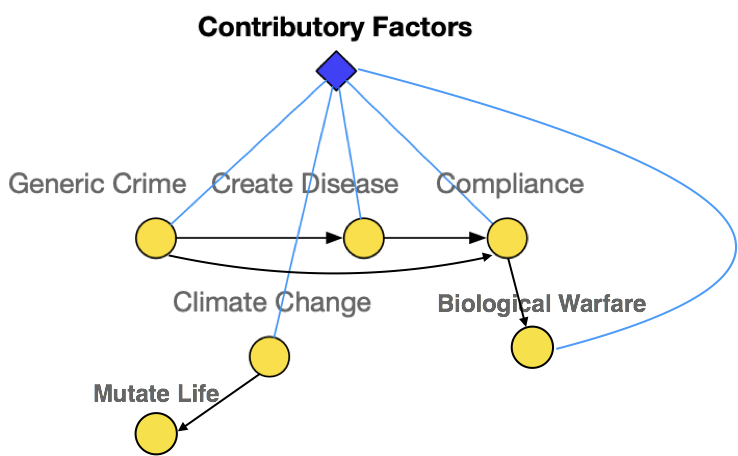 Contributory Factors
Generic Crime
Create Disease
Compliance
Climate Change
Biological Warfare
Mutate Life